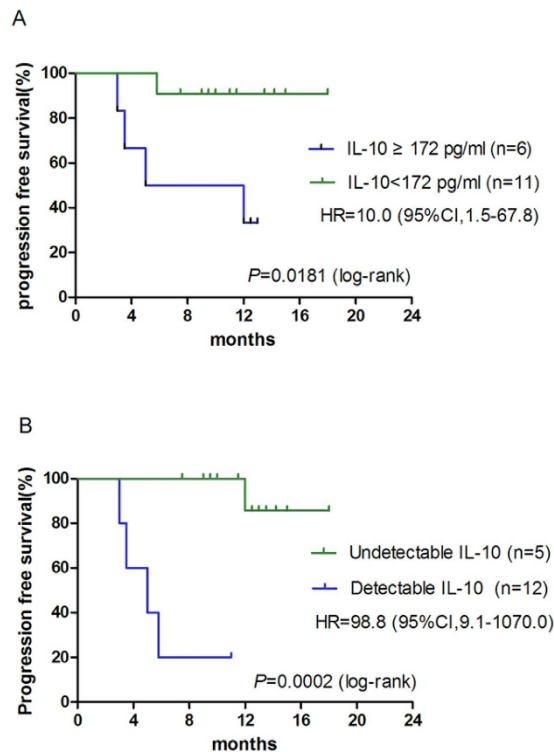 A
progression free survival(%)
100
80
60
40
20
0
0 4 8 12 16 20 24
months
IL-10 ≥ 172 pg/ml (n=6)
IL-10<172 pg/ml (n=11)
HR=10.0 (95%CI,1.5-67.8)
P=0.0181 (log-rank)
B
Progression free survival(%)
100
80
60
40
20
0
0 4 8 12 16 20 24
months
Undetectable IL-10 (n=5)
Detectable IL-10 (n=12)
HR=98.8 (95%CI,9.1-1070.0)
P=0.0002 (log-rank)